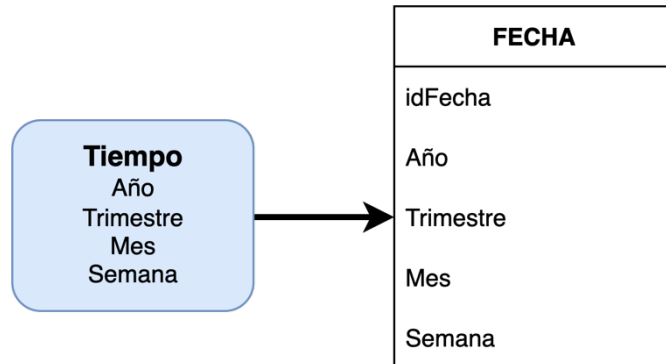 Tiempo
Año
Trimestre
Mes
Semana
FECHA
idFecha
Año
Trimestre
Mes
Semana